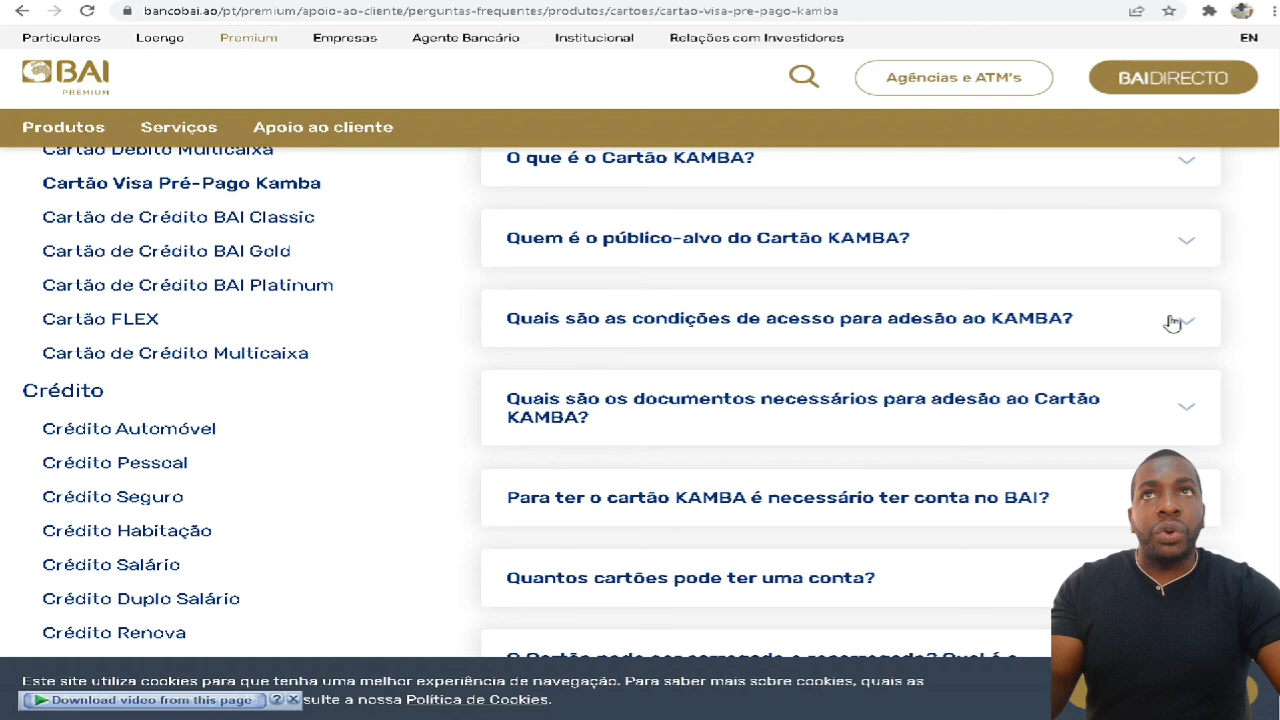 bancobai.ao/pt/premium/apoio-ao-cliente/perguntas-frequentes/produtos/cartoes/cartao-visa-pre-pago-kamba
Particulares Loengo Premium Empresas Agente Bancário Institucional Relações com Investidores EN
BAI
PREMIUM
Agências e ATM's
BAIDIRECTO
Produtos Serviços Apoio ao cliente
Cartão Débito Multicaixa
Cartão Visa Pré-Pago Kamba
Cartão de Crédito BAI Classic
Cartão de Crédito BAI Gold
Cartão de Crédito BAI Platinum
Cartão FLEX
Cartão de Crédito Multicaixa
Crédito
Crédito Automóvel
Crédito Pessoal
Crédito Seguro
Crédito Habitação
Crédito Salário
Crédito Duplo Salário
Crédito Renova
O que é o Cartão KAMBA?
Quem é o público-alvo do Cartão KAMBA?
Quais são as condições de acesso para adesão ao KAMBA?
Quais são os documentos necessários para adesão ao Cartão
KAMBA?
Para ter o cartão KAMBA é necessário ter conta no BAI?
Quantos cartões pode ter uma conta?
O Cartão pode ser carregado e recarregado? Qual é o
Este site utiliza cookies para que tenha uma melhor experiência de navegação. Para saber mais sobre cookies, quais as
Download video from this page ? X sulte a nossa Política de Cookies.